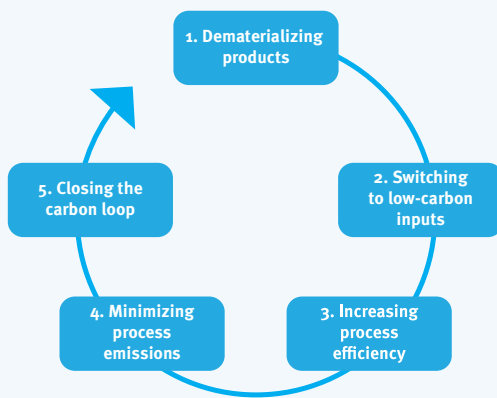 1. Dematerializing
products
2. Switching
to low-carbon
inputs
3. Increasing
process
efficiency
4. Minimizing
process
emissions
5. Closing the
carbon loop